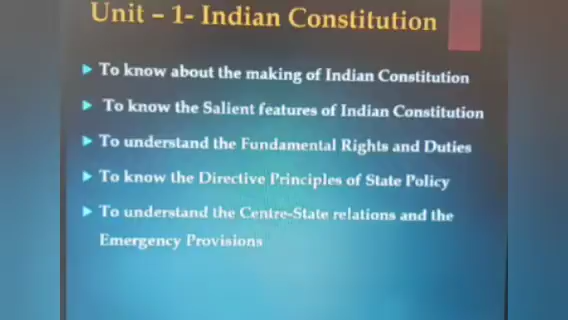 Unit – 1- Indian Constitution
To know about the making of Indian Constitution
To know the Salient features of Indian Constitution
To understand the Fundamental Rights and Duties
To know the Directive Principles of State Policy
To understand the Centre-State relations and the
Emergency Provisions